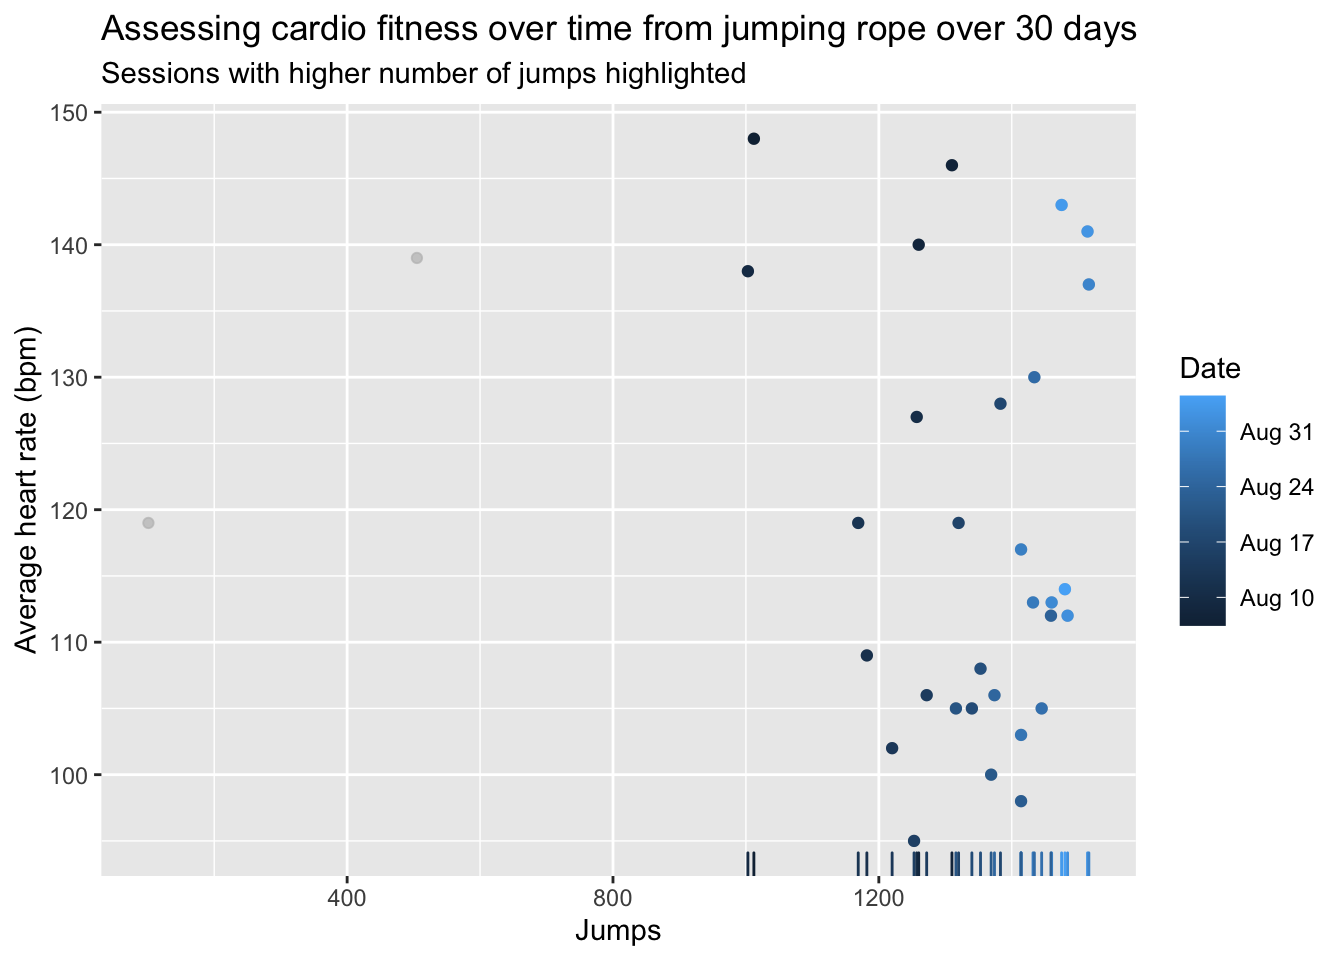 Assessing cardio fitness over time from jumping rope over 30 days
Sessions with higher number of jumps highlighted
150
140
130
120
110
100
Average heart rate (bpm)
400
800
1200
Jumps
Date
Aug 31
Aug 24
Aug 17
Aug 10